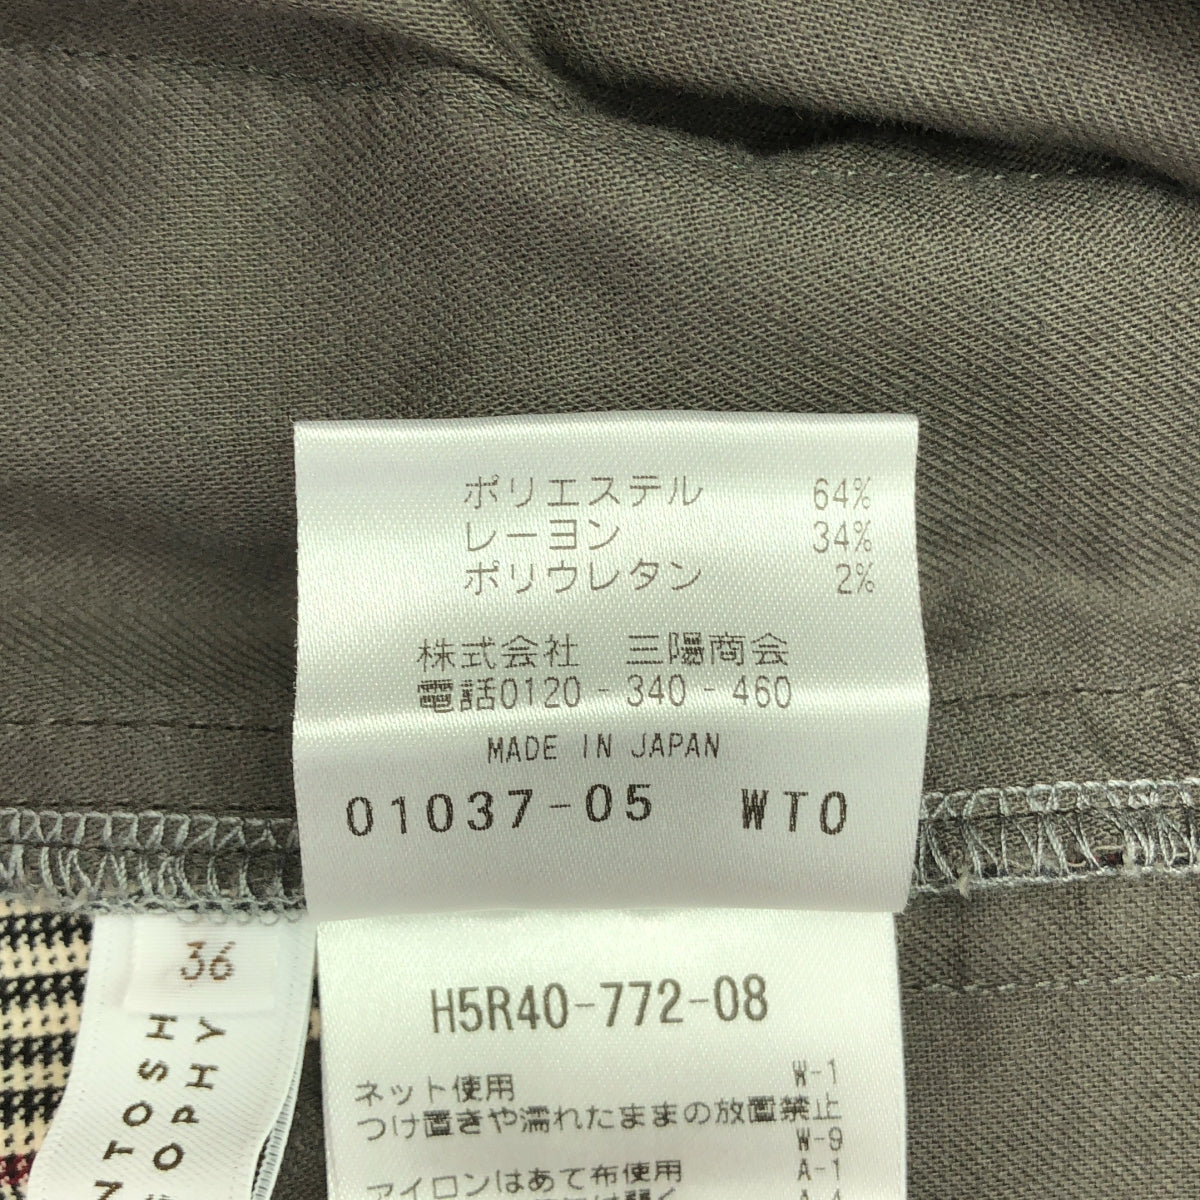 ポリエステル 64%
レーヨン 34%
ポリウレタン 2%
株式会社 三陽商会
電話0120-340-460
MADE IN JAPAN
01037-05 WTO
36
NTOSH
OPHY
H5R40-772-08
ネット使用 W-1
つけ置きや濡れたままの放置禁止
W-9
アイロンはあて布使用 A-1